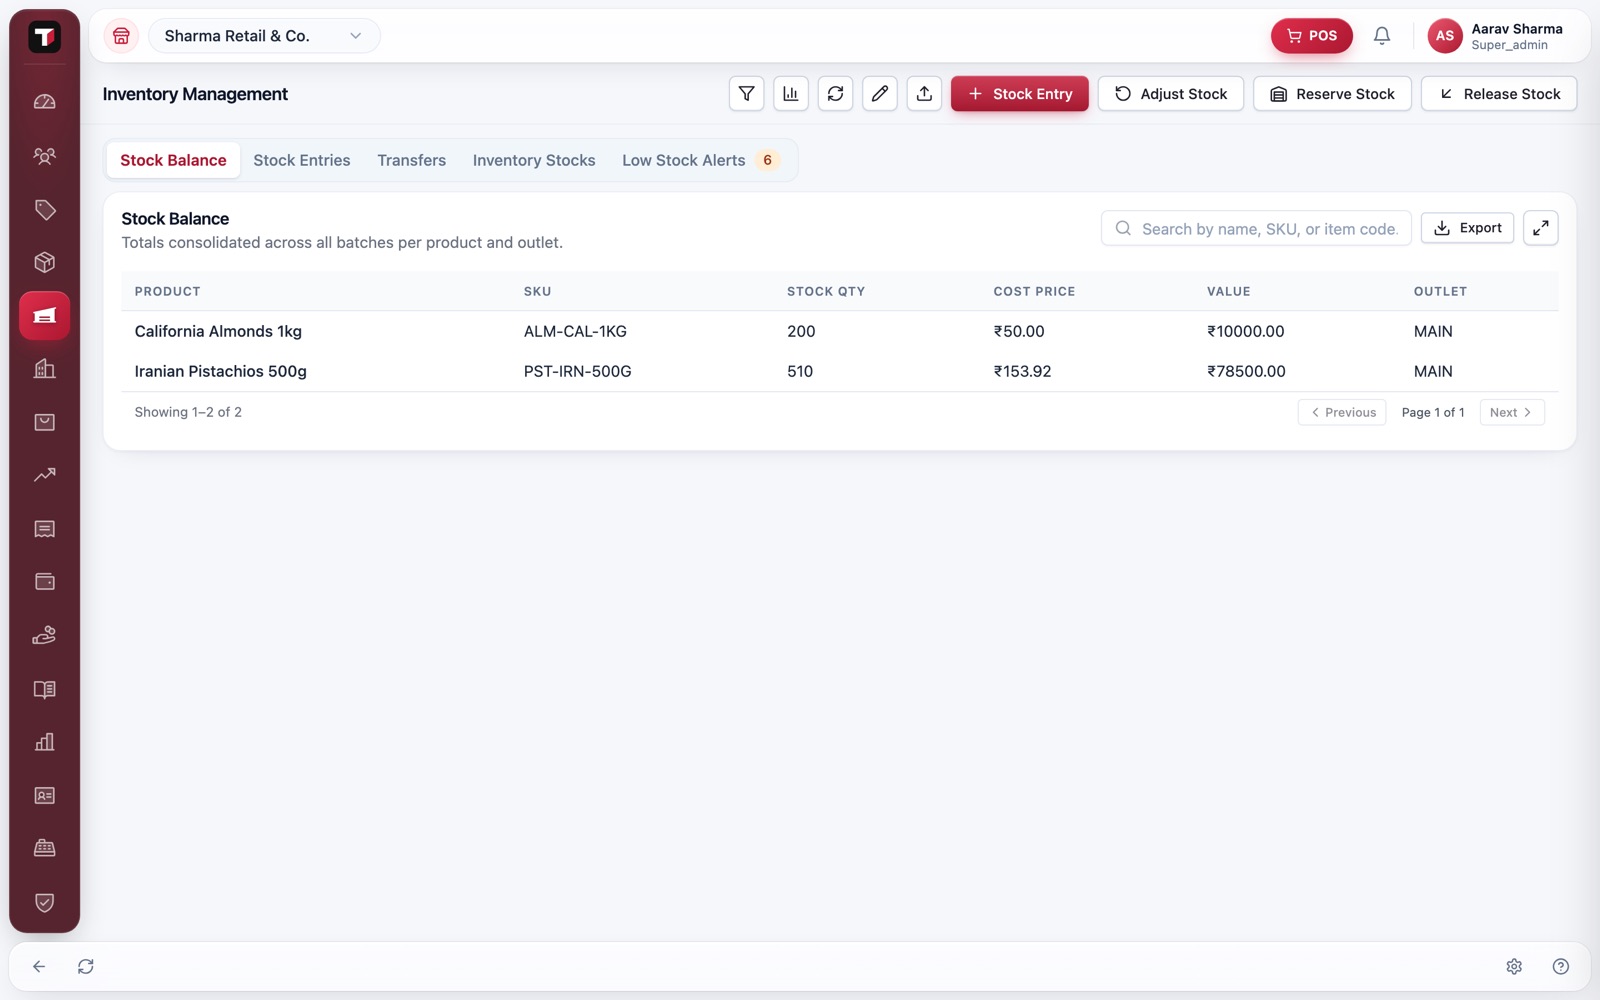 Sharma Retail & Co.
POS
AS
Aarav Sharma
Super_admin
Inventory Management
Stock Entry
Adjust Stock
Reserve Stock
Release Stock
Stock Balance
Stock Entries
Transfers
Inventory Stocks
Low Stock Alerts 6
Stock Balance
Totals consolidated across all batches per product and outlet.
Search by name, SKU, or item code.
Export
PRODUCT SKU STOCK QTY COST PRICE VALUE OUTLET
California Almonds 1kg ALM-CAL-1KG 200 ₹50.00 ₹10000.00 MAIN
Iranian Pistachios 500g PST-IRN-500G 510 ₹153.92 ₹78500.00 MAIN
Showing 1–2 of 2
Previous
Page 1 of 1
Next